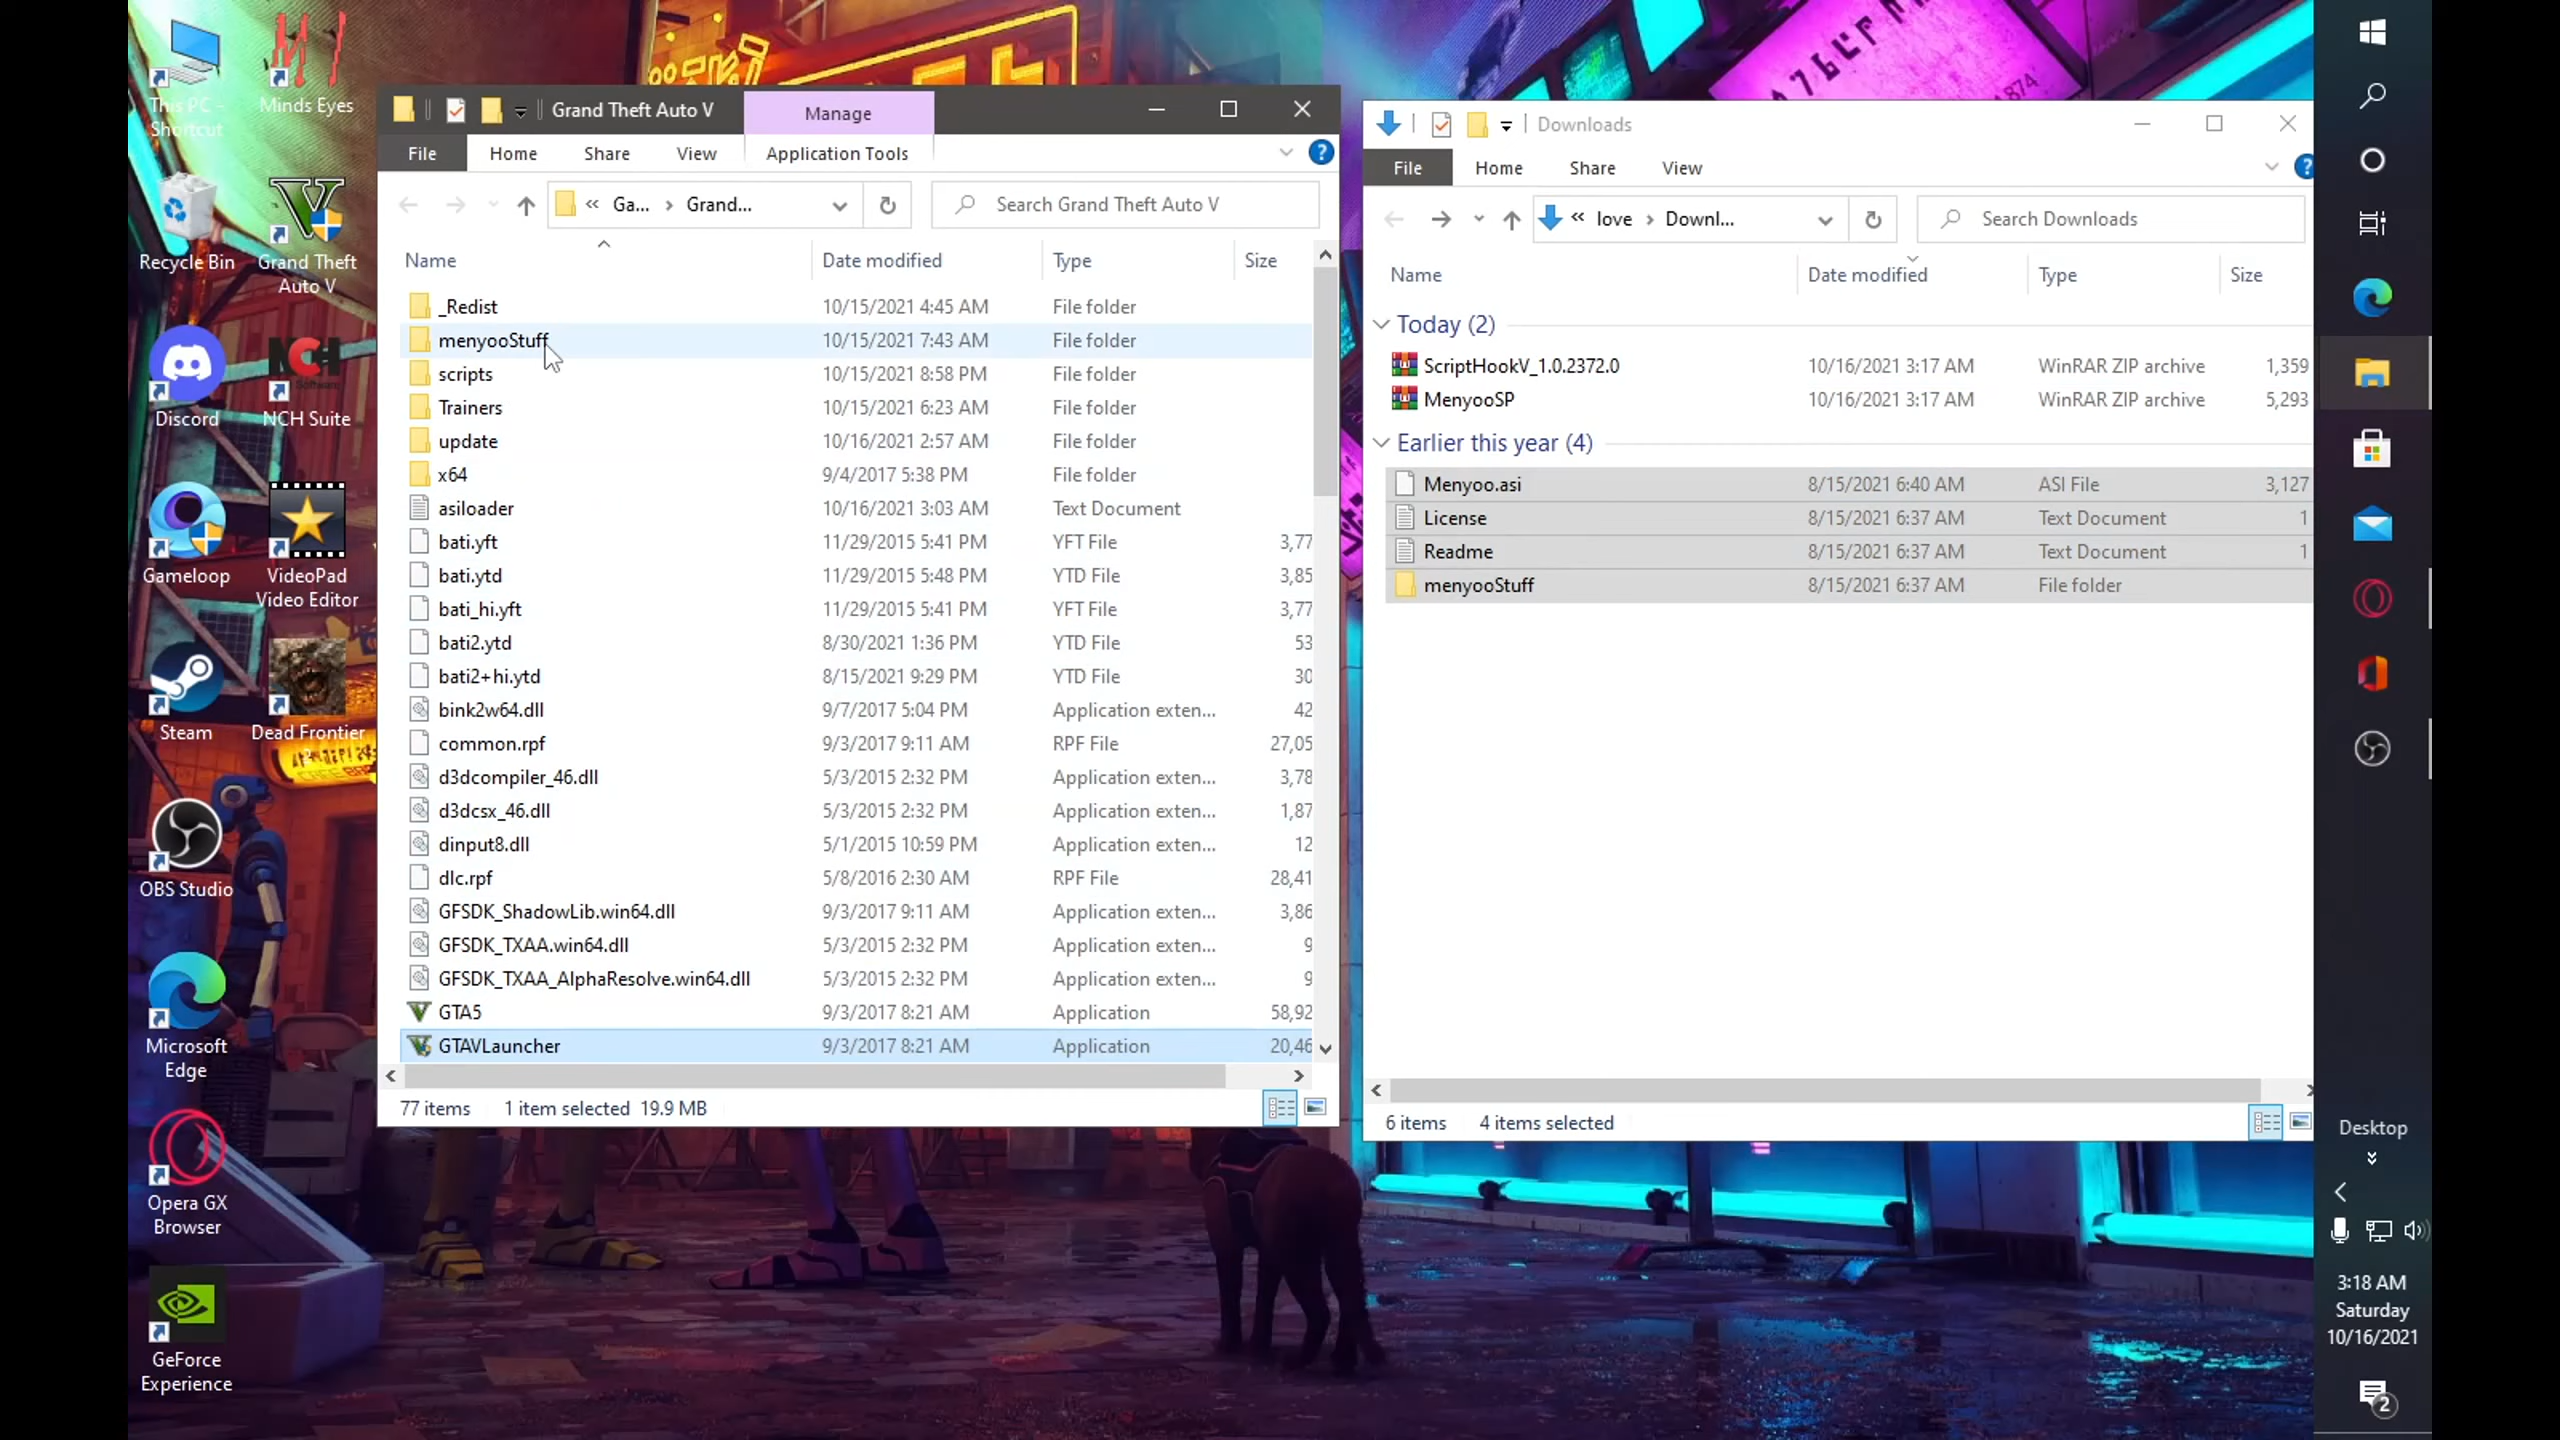 This PC - Shortcut
Minds Eyes
Recycle Bin
Grand Theft Auto V
Discord
NCH Suite
Gameloop
VideoPad Video Editor
Steam
Dead Frontier
OBS Studio
Microsoft Edge
Opera GX Browser
GeForce Experience
Grand Theft Auto V
Manage
File
Home
Share
View
Application Tools
« Ga... › Grand...
Search Grand Theft Auto V
Name Date modified Type Size
_Redist 10/15/2021 4:45 AM File folder
menyooStuff 10/15/2021 7:43 AM File folder
scripts 10/15/2021 8:58 PM File folder
Trainers 10/15/2021 6:23 AM File folder
update 10/16/2021 2:57 AM File folder
x64 9/4/2017 5:38 PM File folder
asiloader 10/16/2021 3:03 AM Text Document
bati.yft 11/29/2015 5:41 PM YFT File 3,77
bati.ytd 11/29/2015 5:48 PM YTD File 3,85
bati_hi.yft 11/29/2015 5:41 PM YFT File 3,77
bati2.ytd 8/30/2021 1:36 PM YTD File 53
bati2+hi.ytd 8/15/2021 9:29 PM YTD File 30
bink2w64.dll 9/7/2017 5:04 PM Application exten... 42
common.rpf 9/3/2017 9:11 AM RPF File 27,05
d3dcompiler_46.dll 5/3/2015 2:32 PM Application exten... 3,78
d3dcsx_46.dll 5/3/2015 2:32 PM Application exten... 1,87
dinput8.dll 5/1/2015 10:59 PM Application exten... 12
dlc.rpf 5/8/2016 2:30 AM RPF File 28,41
GFSDK_ShadowLib.win64.dll 9/3/2017 9:11 AM Application exten... 3,86
GFSDK_TXAA.win64.dll 5/3/2015 2:32 PM Application exten... 9
GFSDK_TXAA_AlphaResolve.win64.dll 5/3/2015 2:32 PM Application exten... 9
GTA5 9/3/2017 8:21 AM Application 58,92
GTAVLauncher 9/3/2017 8:21 AM Application 20,46
77 items 1 item selected 19.9 MB
Downloads
File
Home
Share
View
« love › Downl...
Search Downloads
Name Date modified Type Size
Today (2)
ScriptHookV_1.0.2372.0 10/16/2021 3:17 AM WinRAR ZIP archive 1,359
MenyooSP 10/16/2021 3:17 AM WinRAR ZIP archive 5,293
Earlier this year (4)
Menyoo.asi 8/15/2021 6:40 AM ASI File 3,127
License 8/15/2021 6:37 AM Text Document 1
Readme 8/15/2021 6:37 AM Text Document 1
menyooStuff 8/15/2021 6:37 AM File folder
6 items 4 items selected
Desktop
3:18 AM
Saturday
10/16/2021
2